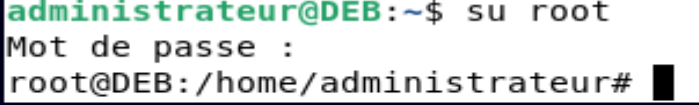 administrateur@DEB:~$ su root
Mot de passe :
root@DEB:/home/administrateur#